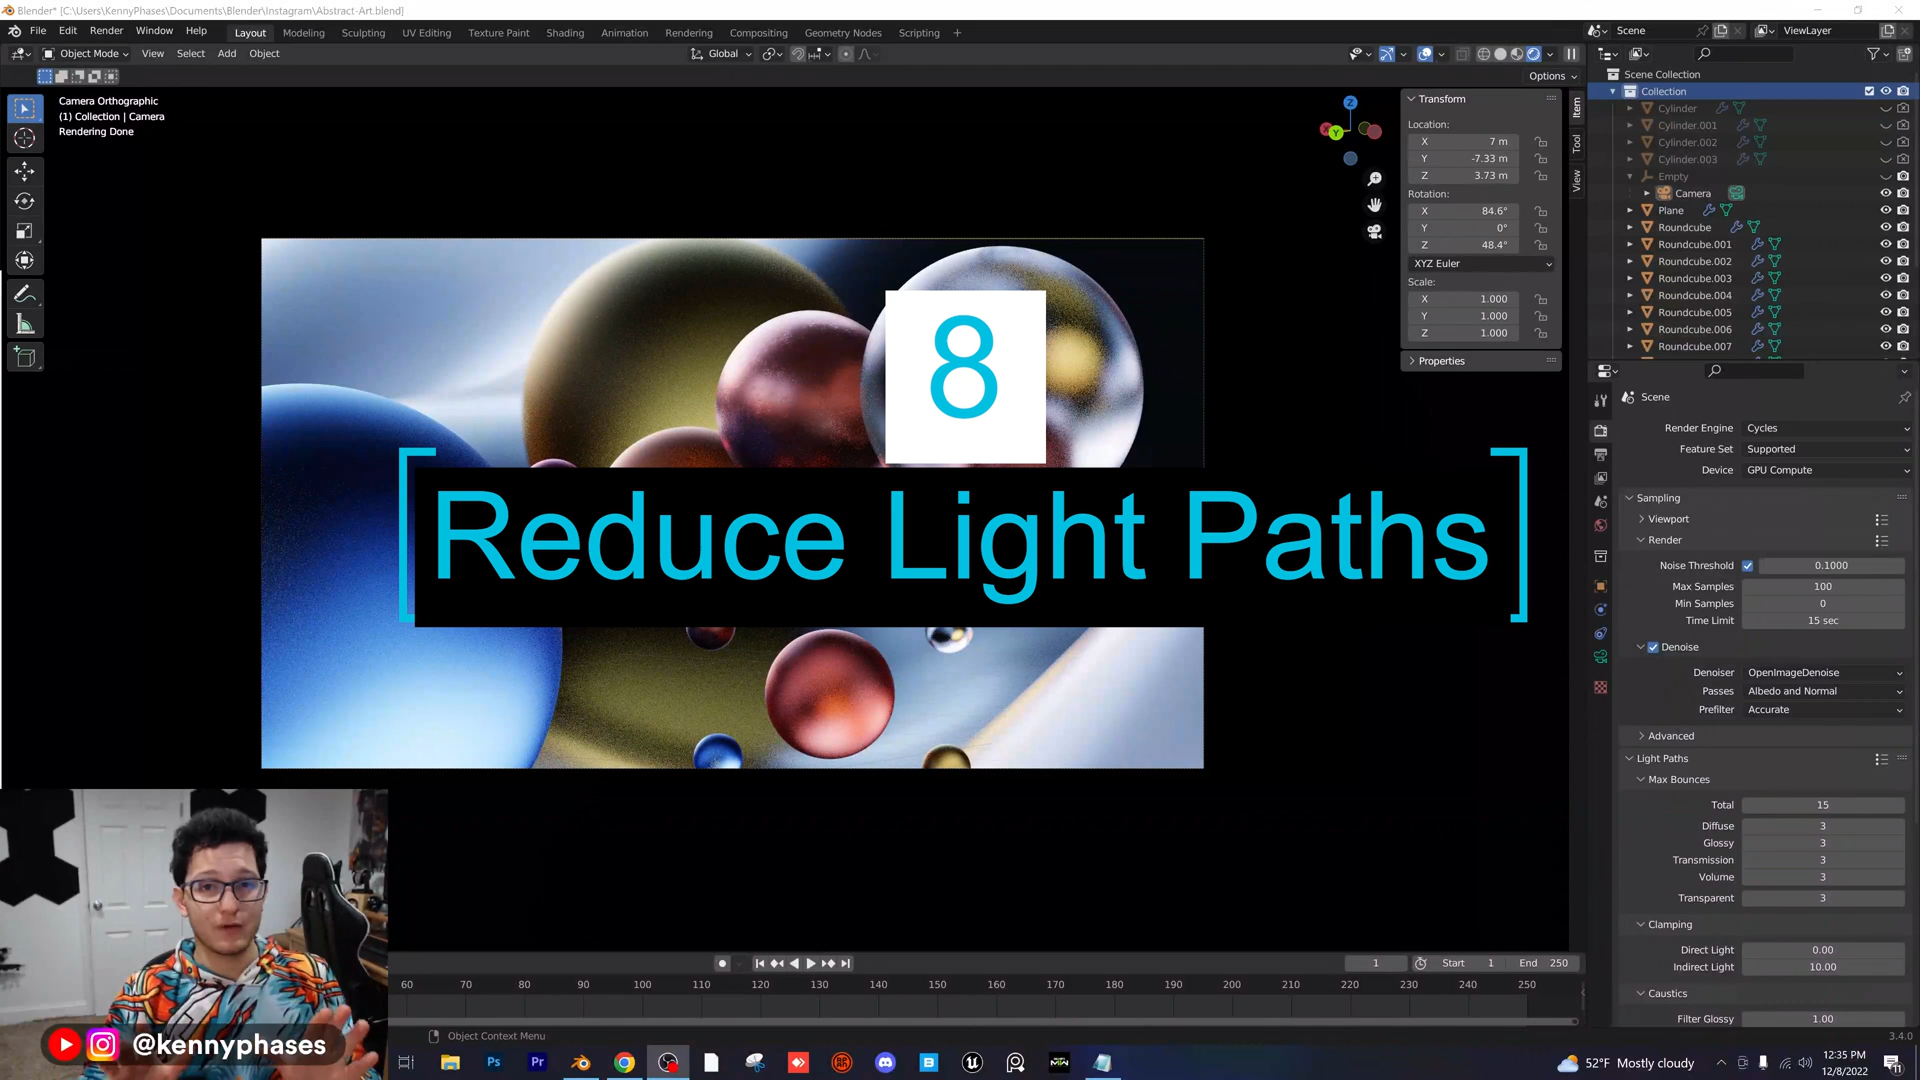 Blender* [C:\Users\KennyPhases\Documents\Blender\Instagram\Abstract-Art.blend]
File Edit Render Window Help Layout Modeling Sculpting UV Editing Texture Paint Shading Animation Rendering Compositing Geometry Nodes Scripting + Scene ViewLayer
Object Mode View Select Add Object Global
Options
Camera Orthographic
(1) Collection | Camera
Rendering Done
Z
X
Y
Transform
Location:
X 7 m
Y -7.33 m
Z 3.73 m
Rotation:
X 84.6°
Y 0°
Z 48.4°
XYZ Euler
Scale:
X 1.000
Y 1.000
Z 1.000
Properties
Item
Tool
View
Scene Collection
Collection
Cylinder
Cylinder.001
Cylinder.002
Cylinder.003
Empty
Camera
Plane
Roundcube
Roundcube.001
Roundcube.002
Roundcube.003
Roundcube.004
Roundcube.005
Roundcube.006
Roundcube.007
Scene
Render Engine Cycles
Feature Set Supported
Device GPU Compute
Sampling
Viewport
Render
Noise Threshold 0.1000
Max Samples 100
Min Samples 0
Time Limit 15 sec
Denoise
Denoiser OpenImageDenoise
Passes Albedo and Normal
Prefilter Accurate
Advanced
Light Paths
Max Bounces
Total 15
Diffuse 3
Glossy 3
Transmission 3
Volume 3
Transparent 3
Clamping
Direct Light 0.00
Indirect Light 10.00
Caustics
Filter Glossy 1.00
3.4.0
8
[Reduce Light Paths]
1 Start 1 End 250
60 70 80 90 100 110 120 130 140 150 160 170 180 190 200 210 220 230 240 250
Object Context Menu
@kennyphases
Ps Pr B
52°F Mostly cloudy
12:35 PM
12/8/2022
11